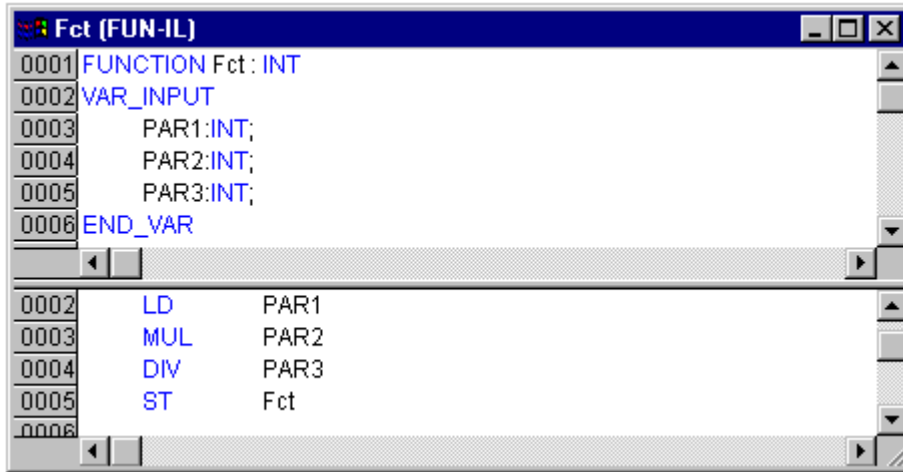 Fct (FUN-IL)
0001 FUNCTION Fct : INT
0002 VAR_INPUT
0003 PAR1:INT;
0004 PAR2:INT;
0005 PAR3:INT;
0006 END_VAR
0002 LD PAR1
0003 MUL PAR2
0004 DIV PAR3
0005 ST Fct
0006